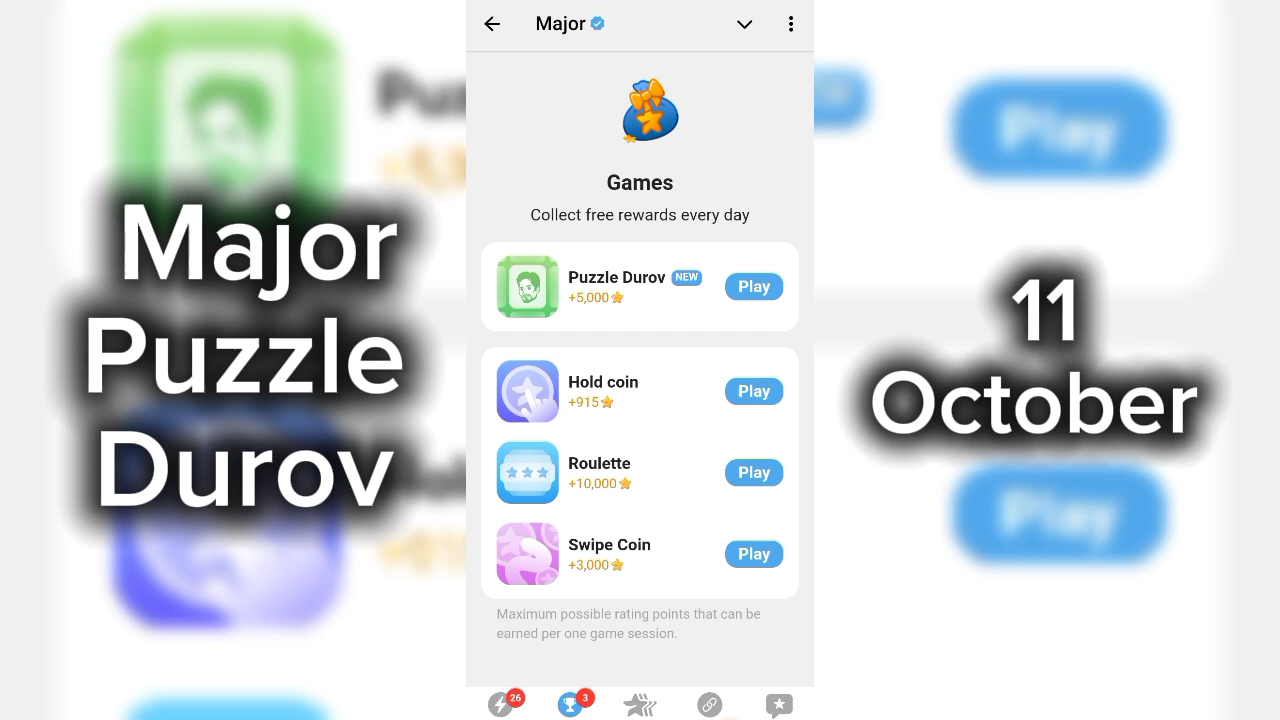 Major
Games
Collect free rewards every day
Puzzle Durov NEW
+5,000
Play
Hold coin
+915
Play
Roulette
+10,000
Play
Swipe Coin
+3,000
Play
Maximum possible rating points that can be
earned per one game session.
26
3
Major
Puzzle
Durov
11
October
Play
Play